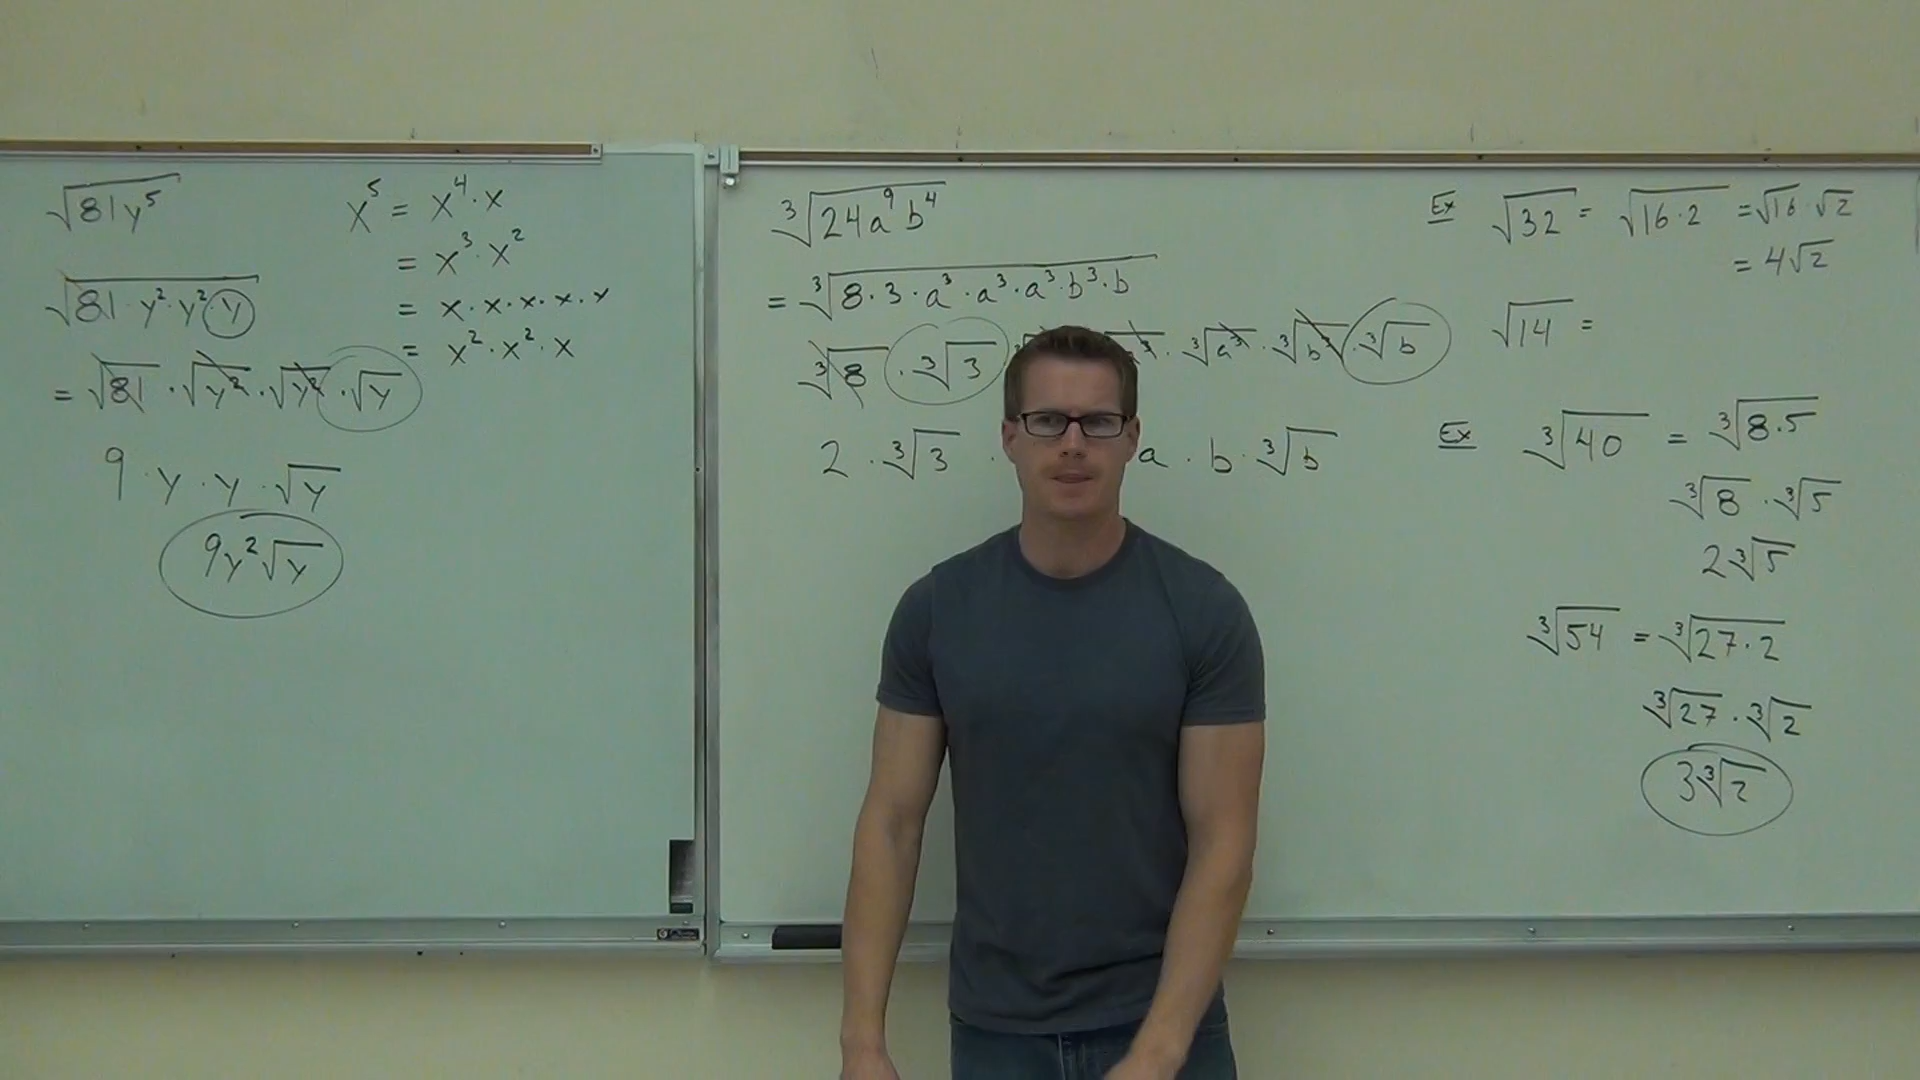 √81y⁵
√81·y²·y²·y
= √81·√y²·√y²·√y
9·y·y·√y
9y²√y
x⁵ = x⁴·x
= x³·x²
= x·x·x·x·x
= x²·x²·x
∛24a⁹b⁴
= ∛8·3·a³·a³·a³·b³·b
∛8 · ∛3 · ∛a³ · ∛b³ · ∛b
2·∛3 · a · b · ∛b
Ex √32 = √16·2 = √16·√2
= 4√2
√14 =
Ex ∛40 = ∛8·5
∛8 · ∛5
2∛5
∛54 = ∛27·2
∛27 · ∛2
3∛2